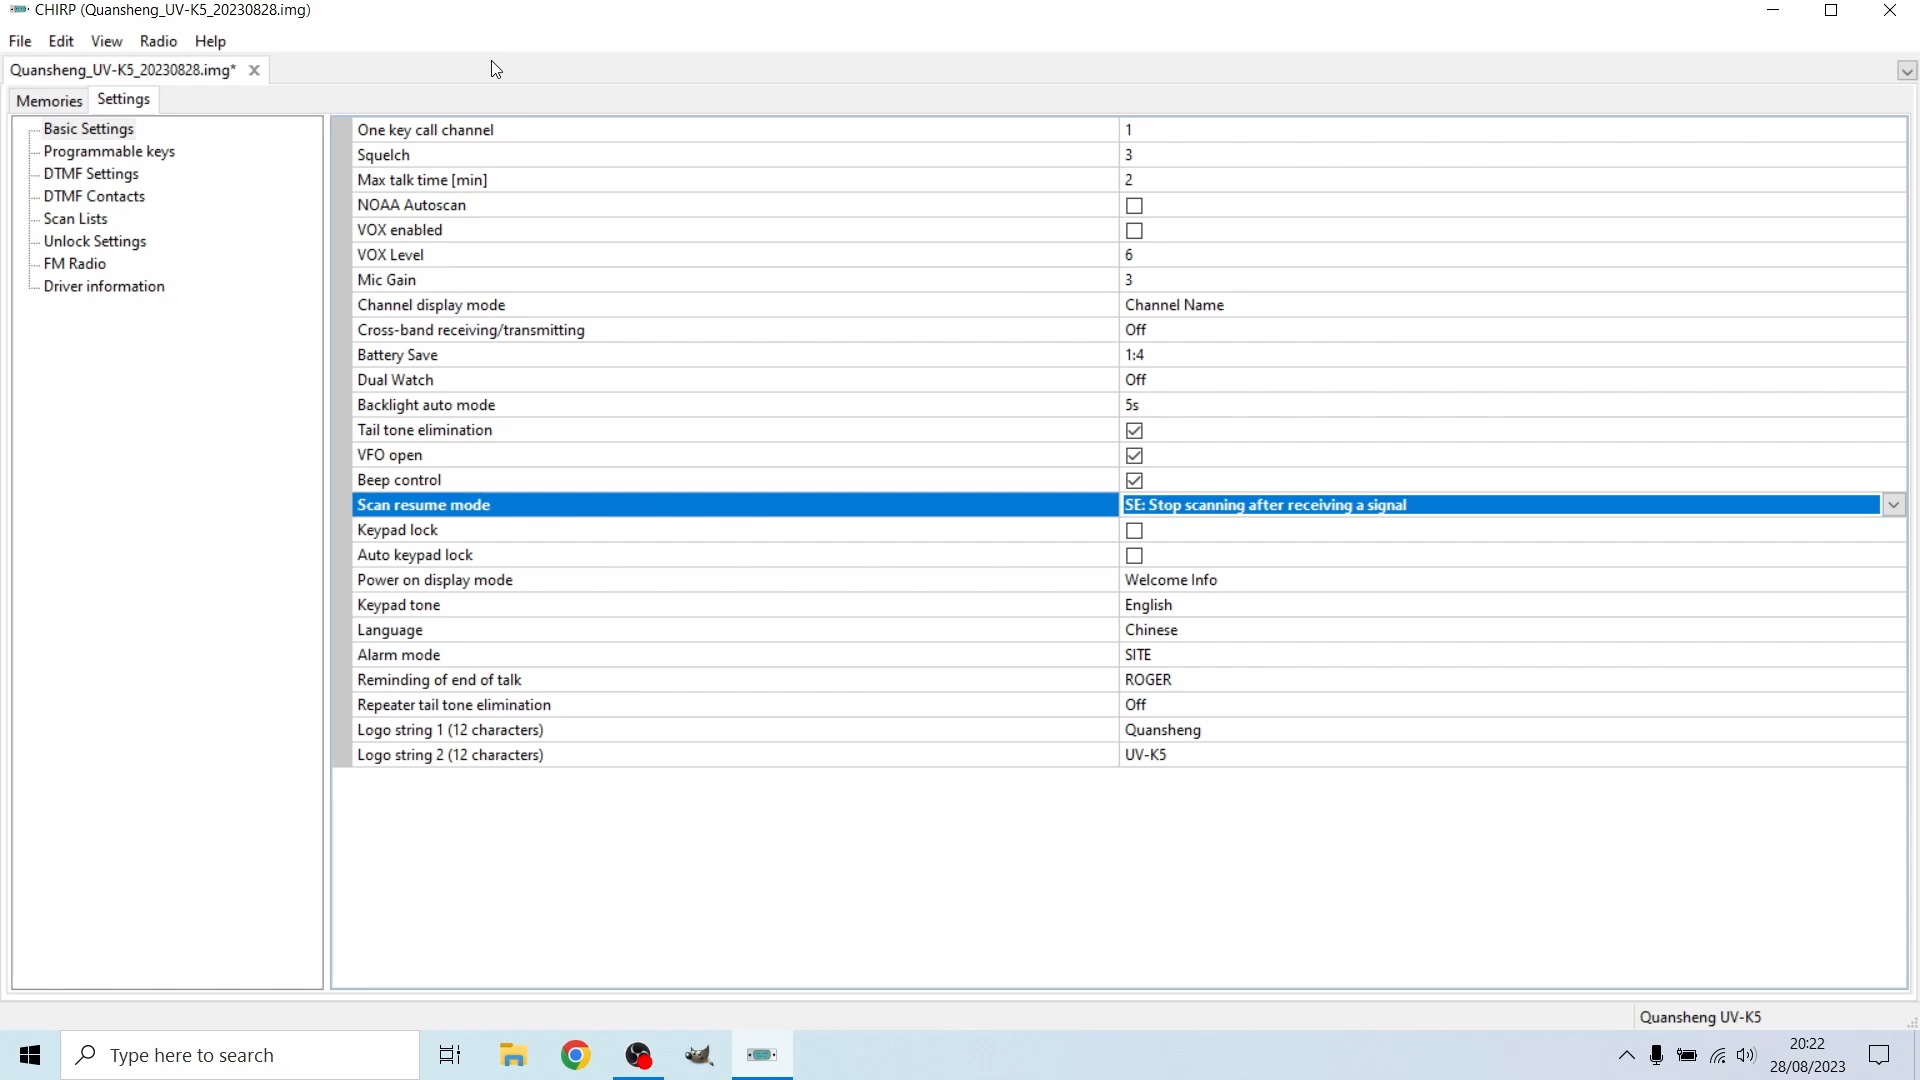 CHIRP (Quansheng_UV-K5_20230828.img)
File Edit View Radio Help
Quansheng_UV-K5_20230828.img*
Memories Settings
Basic Settings
Programmable keys
DTMF Settings
DTMF Contacts
Scan Lists
Unlock Settings
FM Radio
Driver information
One key call channel 1
Squelch 3
Max talk time [min] 2
NOAA Autoscan
VOX enabled
VOX Level 6
Mic Gain 3
Channel display mode Channel Name
Cross-band receiving/transmitting Off
Battery Save 1:4
Dual Watch Off
Backlight auto mode 5s
Tail tone elimination
VFO open
Beep control
Scan resume mode SE: Stop scanning after receiving a signal
Keypad lock
Auto keypad lock
Power on display mode Welcome Info
Keypad tone English
Language Chinese
Alarm mode SITE
Reminding of end of talk ROGER
Repeater tail tone elimination Off
Logo string 1 (12 characters) Quansheng
Logo string 2 (12 characters) UV-K5
Quansheng UV-K5
Type here to search
20:22
28/08/2023